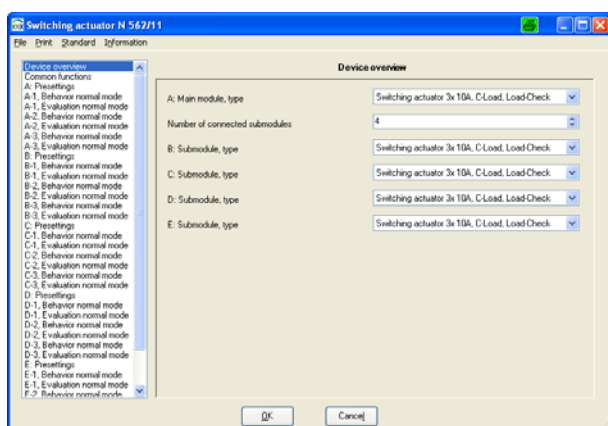 Switching actuator N 562/11
File Print Standard Information
Device overview
Common functions
A: Presettings
A-1, Behavior normal mode
A-1, Evaluation normal mode
A-2, Behavior normal mode
A-2, Evaluation normal mode
A-3, Behavior normal mode
A-3, Evaluation normal mode
B: Presettings
B-1, Behavior normal mode
B-1, Evaluation normal mode
B-2, Behavior normal mode
B-2, Evaluation normal mode
B-3, Behavior normal mode
B-3, Evaluation normal mode
C: Presettings
C-1, Behavior normal mode
C-1, Evaluation normal mode
C-2, Behavior normal mode
C-2, Evaluation normal mode
C-3, Behavior normal mode
C-3, Evaluation normal mode
D: Presettings
D-1, Behavior normal mode
D-1, Evaluation normal mode
D-2, Behavior normal mode
D-2, Evaluation normal mode
D-3, Behavior normal mode
D-3, Evaluation normal mode
E: Presettings
E-1, Behavior normal mode
E-1, Evaluation normal mode
E-2, Behavior normal mode
Device overview
A: Main module, type Switching actuator 3x 10A, C-Load, Load-Check
Number of connected submodules 4
B: Submodule, type Switching actuator 3x 10A, C-Load, Load-Check
C: Submodule, type Switching actuator 3x 10A, C-Load, Load-Check
D: Submodule, type Switching actuator 3x 10A, C-Load, Load-Check
E: Submodule, type Switching actuator 3x 10A, C-Load, Load-Check
OK Cancel